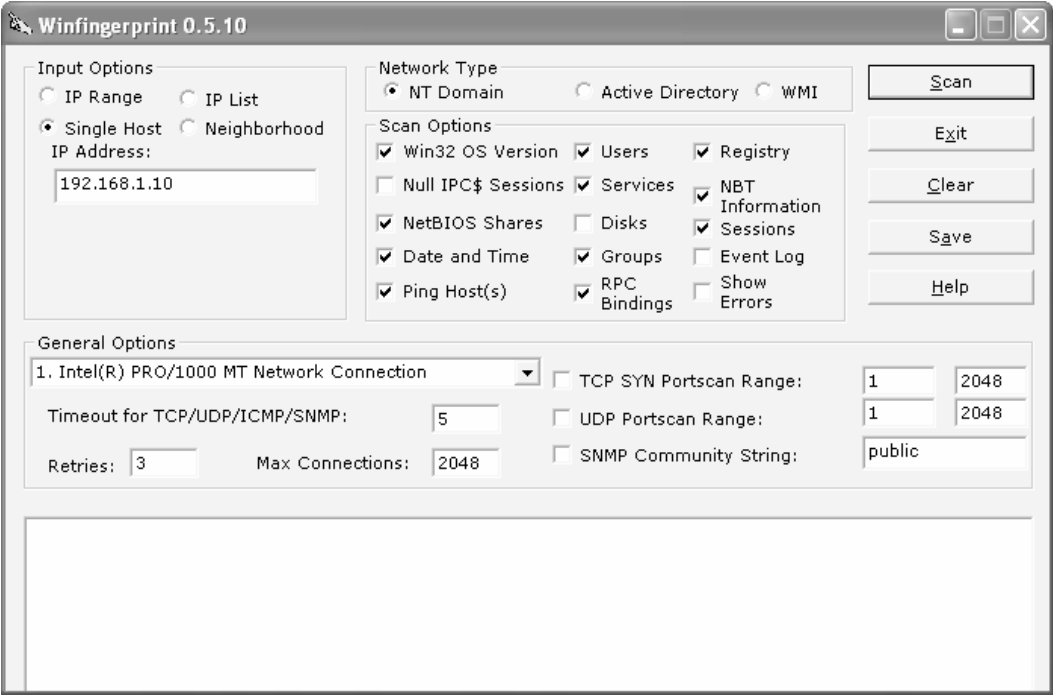 Winfingerprint 0.5.10
Input Options
IP Range
IP List
Single Host
Neighborhood
IP Address:
192.168.1.10
Network Type
NT Domain
Active Directory
WMI
Scan Options
Win32 OS Version
Users
Registry
Null IPC$ Sessions
Services
NBT
Information
NetBIOS Shares
Disks
Sessions
Date and Time
Groups
Event Log
Ping Host(s)
RPC
Bindings
Show
Errors
Scan
Exit
Clear
Save
Help
General Options
1. Intel(R) PRO/1000 MT Network Connection
Timeout for TCP/UDP/ICMP/SNMP:
5
Retries:
3
Max Connections:
2048
TCP SYN Portscan Range:
1
2048
UDP Portscan Range:
1
2048
SNMP Community String:
public